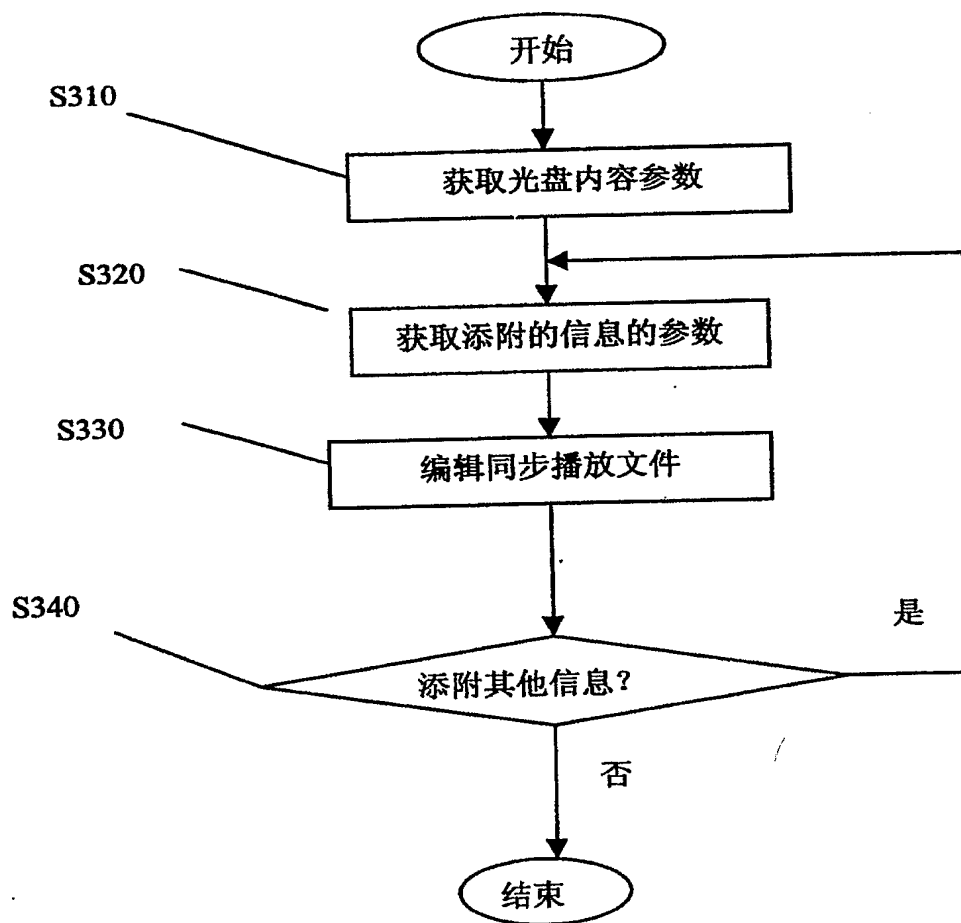 开始
S310
获取光盘内容参数
S320
获取添附的信息的参数
S330
编辑同步播放文件
S340
是
添附其他信息?
否
结束